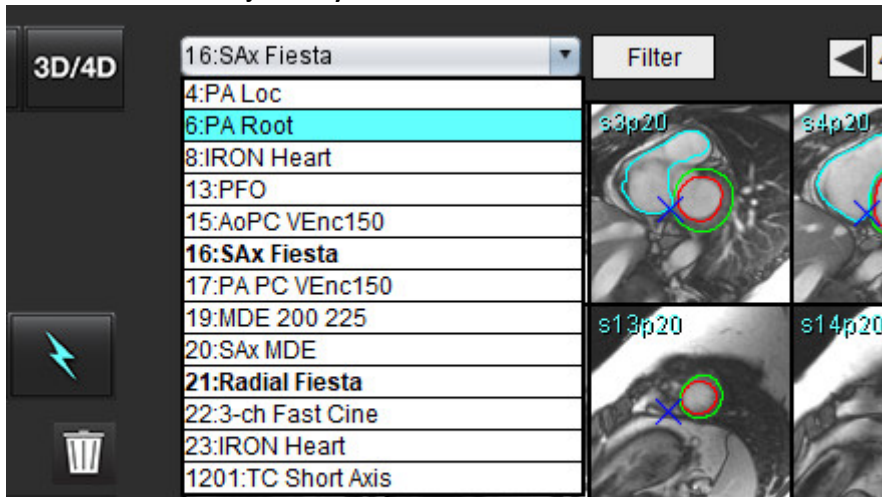 3D/4D
16:SAx Fiesta
Filter
4:PA Loc
6:PA Root
8:IRON Heart
13:PFO
15:AoPC VEnc150
16:SAx Fiesta
17:PA PC VEnc150
19:MDE 200 225
20:SAx MDE
21:Radial Fiesta
22:3-ch Fast Cine
23:IRON Heart
1201:TC Short Axis
s3p20
s4p20
s13p20
s14p20